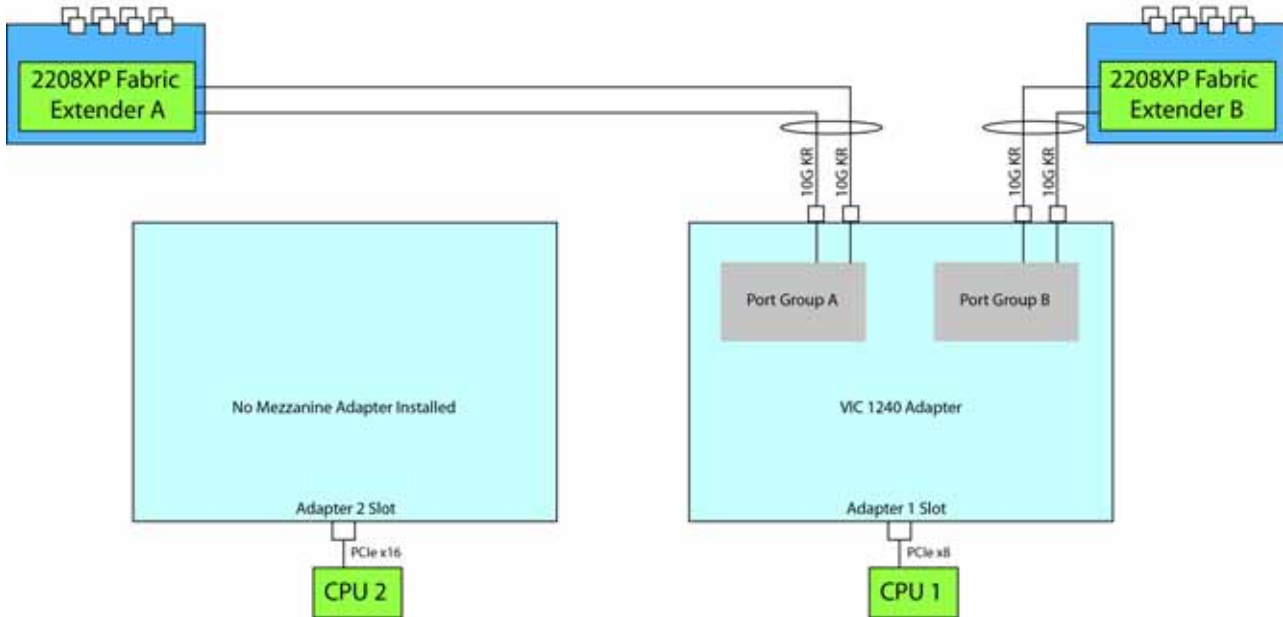 2208XP Fabric
Extender A
2208XP Fabric
Extender B
10G KR
10G KR
10G KR
10G KR
Port Group A
Port Group B
No Mezzanine Adapter Installed
VIC 1240 Adapter
Adapter 2 Slot
Adapter 1 Slot
PCIe x16
PCIe x8
CPU 2
CPU 1